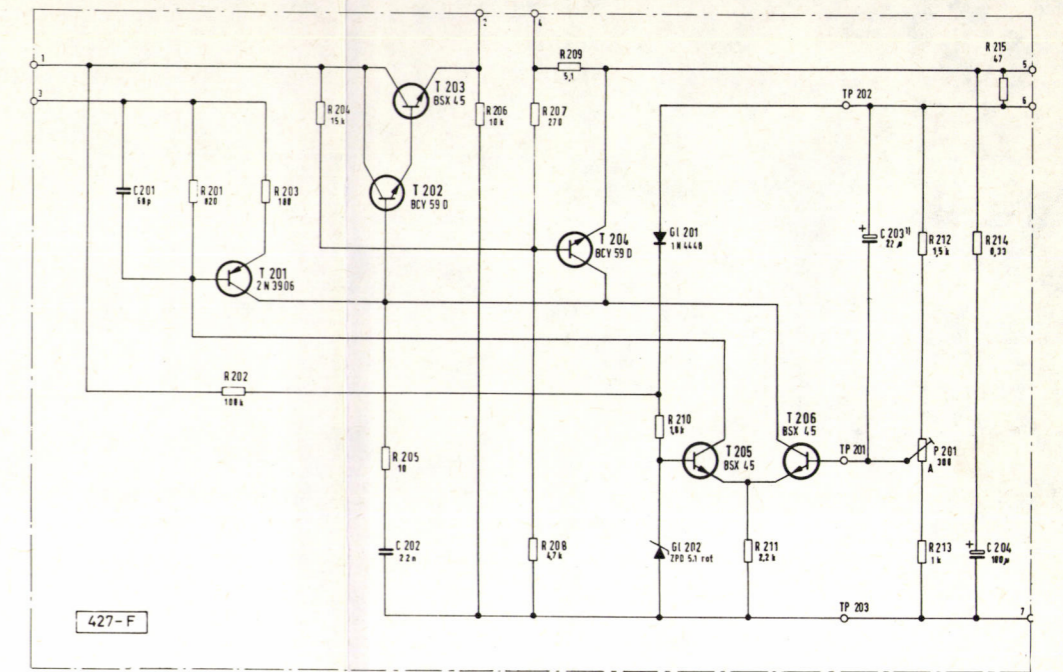 2
4
1
R 209
5,1
R 215
47
5
3
T 203
BSX 45
R 204
15 k
R 206
10 k
R 207
270
TP 202
6
C 201
68p
R 201
820
R 203
180
T 202
BCY 59 D
T 204
BCY 59 D
Gl 201
1 N 4448
C 203 1)
+
22 µ
R 212
1,5 k
R 214
0,33
T 201
2 N 3906
R 202
100 k
R 210
1,8 k
T 206
BSX 45
T 205
BSX 45
TP 201
P 201
A
R 205
10
C 202
22n
R 208
4,7 k
Gl 202
ZPD 5.1 rot
R 211
2,2 k
R 213
1 k
+
C 204
100 µ
427-F
TP 203
7